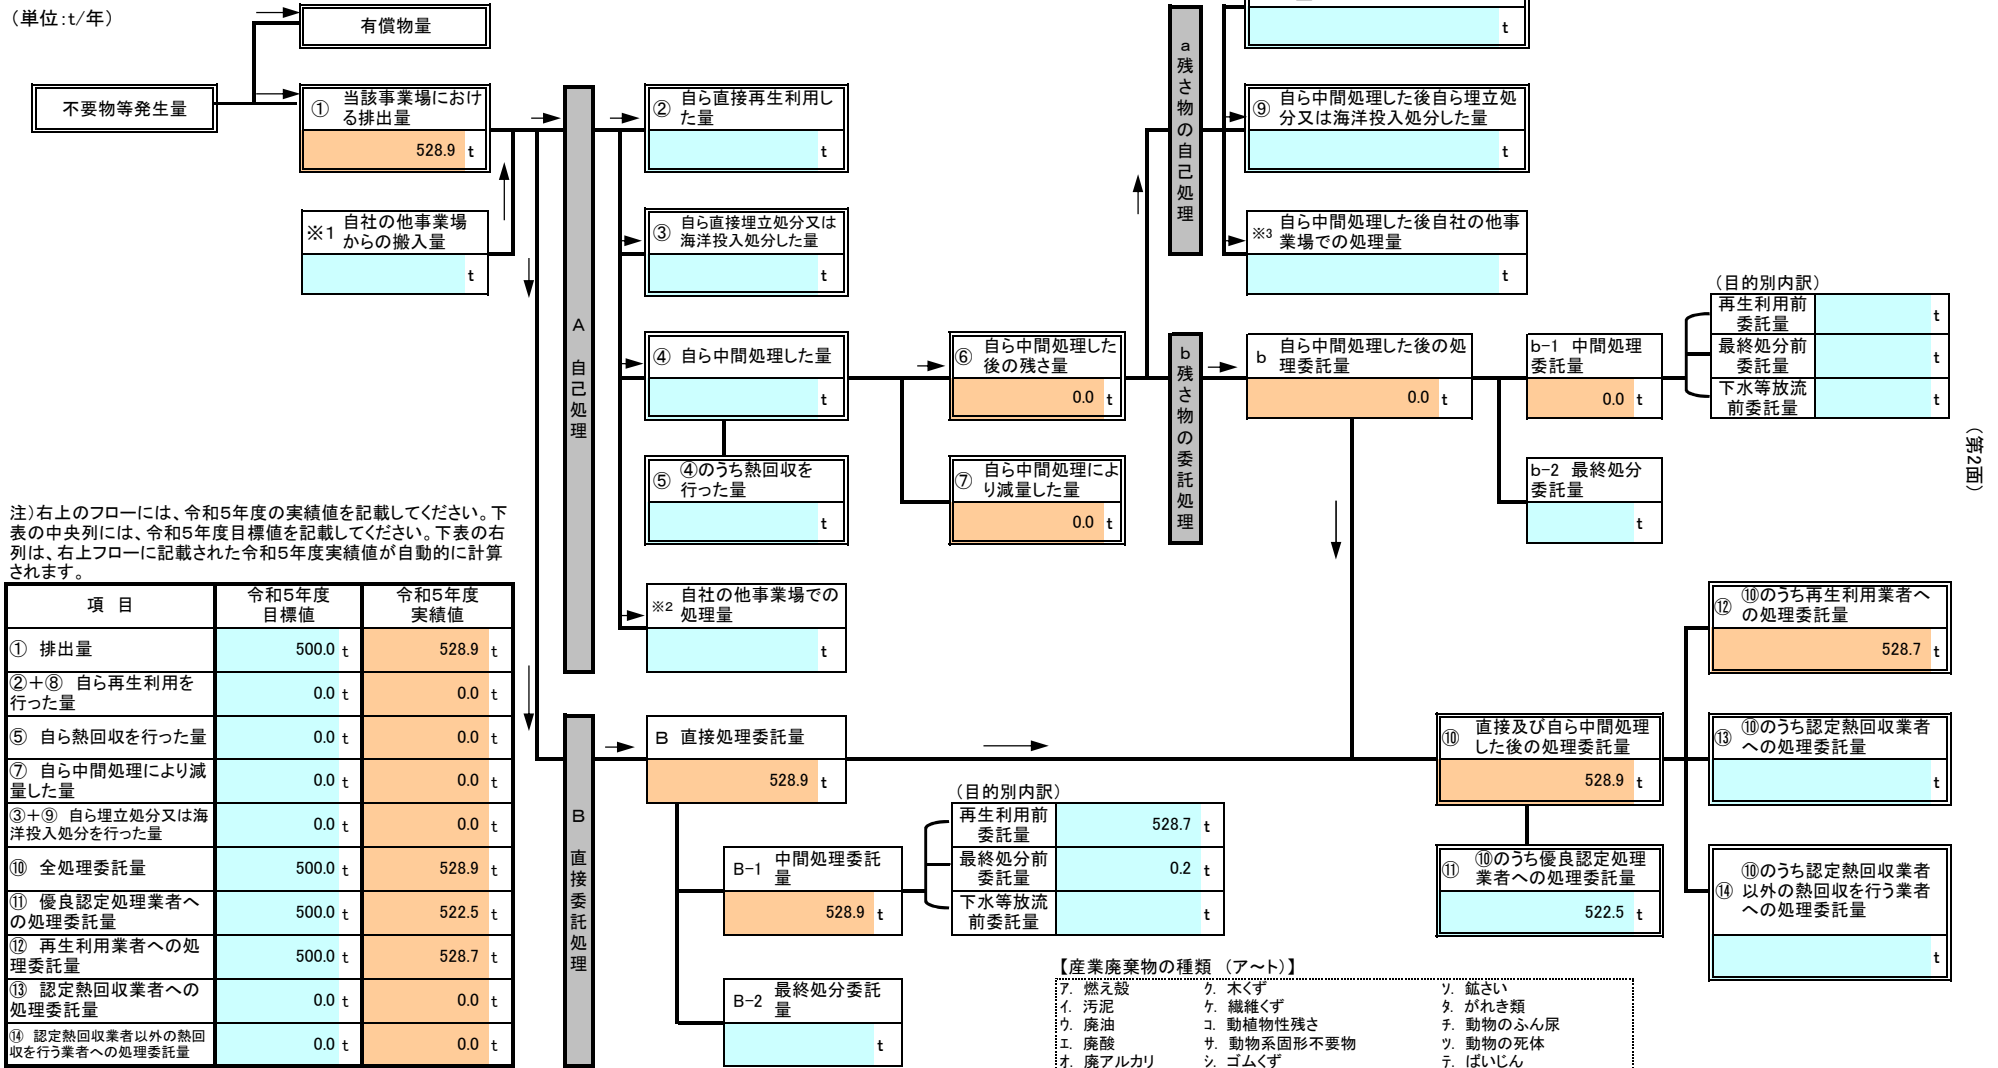 (単位:t/年)
有償物量
不要物等発生量
① 当該事業場におけ
る排出量
528.9 t
※1 自社の他事業場
からの搬入量
t
A 自己処理
② 自ら直接再生利用し
た量
t
③ 自ら直接埋立処分又は
海洋投入処分した量
t
④ 自ら中間処理した量
t
⑤ ④のうち熱回収を
行った量
t
※2 自社の他事業場での
処理量
t
⑥ 自ら中間処理した
後の残さ量
0.0 t
⑦ 自ら中間処理によ
り減量した量
0.0 t
a残さ物の自己処理
t
⑨ 自ら中間処理した後自ら埋立処
分又は海洋投入処分した量
t
※3 自ら中間処理した後自社の他事
業場での処理量
t
b残さ物の委託処理
b 自ら中間処理した後の処
理委託量
0.0 t
b-1 中間処理
委託量
0.0 t
b-2 最終処分
委託量
t
(目的別内訳)
再生利用前
委託量 t
最終処分前
委託量 t
下水等放流
前委託量 t
(第2面)
注)右上のフローには、令和5年度の実績値を記載してください。下
表の中央列には、令和5年度目標値を記載してください。下表の右
列は、右上フローに記載された令和5年度実績値が自動的に計算
されます。
項 目 令和5年度 令和5年度
目標値 実績値
① 排出量 500.0 t 528.9 t
②+⑧ 自ら再生利用を
行った量 0.0 t 0.0 t
⑤ 自ら熱回収を行った量 0.0 t 0.0 t
⑦ 自ら中間処理により減
量した量 0.0 t 0.0 t
③+⑨ 自ら埋立処分又は海
洋投入処分を行った量 0.0 t 0.0 t
⑩ 全処理委託量 500.0 t 528.9 t
⑪ 優良認定処理業者へ
の処理委託量 500.0 t 522.5 t
⑫ 再生利用業者への処
理委託量 500.0 t 528.7 t
⑬ 認定熱回収業者への
処理委託量 0.0 t 0.0 t
⑭ 認定熱回収業者以外の熱回
収を行う業者への処理委託量 0.0 t 0.0 t
B 直接委託処理
B 直接処理委託量
528.9 t
B-1 中間処理委託
量
528.9 t
B-2 最終処分委託
量
t
(目的別内訳)
再生利用前
委託量 528.7 t
最終処分前
委託量 0.2 t
下水等放流
前委託量 t
⑩ 直接及び自ら中間処理
した後の処理委託量
528.9 t
⑪ ⑩のうち優良認定処理
業者への処理委託量
522.5 t
⑫ ⑩のうち再生利用業者へ
の処理委託量
528.7 t
⑬ ⑩のうち認定熱回収業者
への処理委託量
t
⑭ ⑩のうち認定熱回収業者
以外の熱回収を行う業者
への処理委託量
t
【産業廃棄物の種類 (ア~ト)】
ア. 燃え殻 ク. 木くず ソ. 鉱さい
イ. 汚泥 ケ. 繊維くず タ. がれき類
ウ. 廃油 コ. 動植物性残さ チ. 動物のふん尿
エ. 廃酸 サ. 動物系固形不要物 ツ. 動物の死体
オ. 廃アルカリ シ. ゴムくず テ. ばいじん